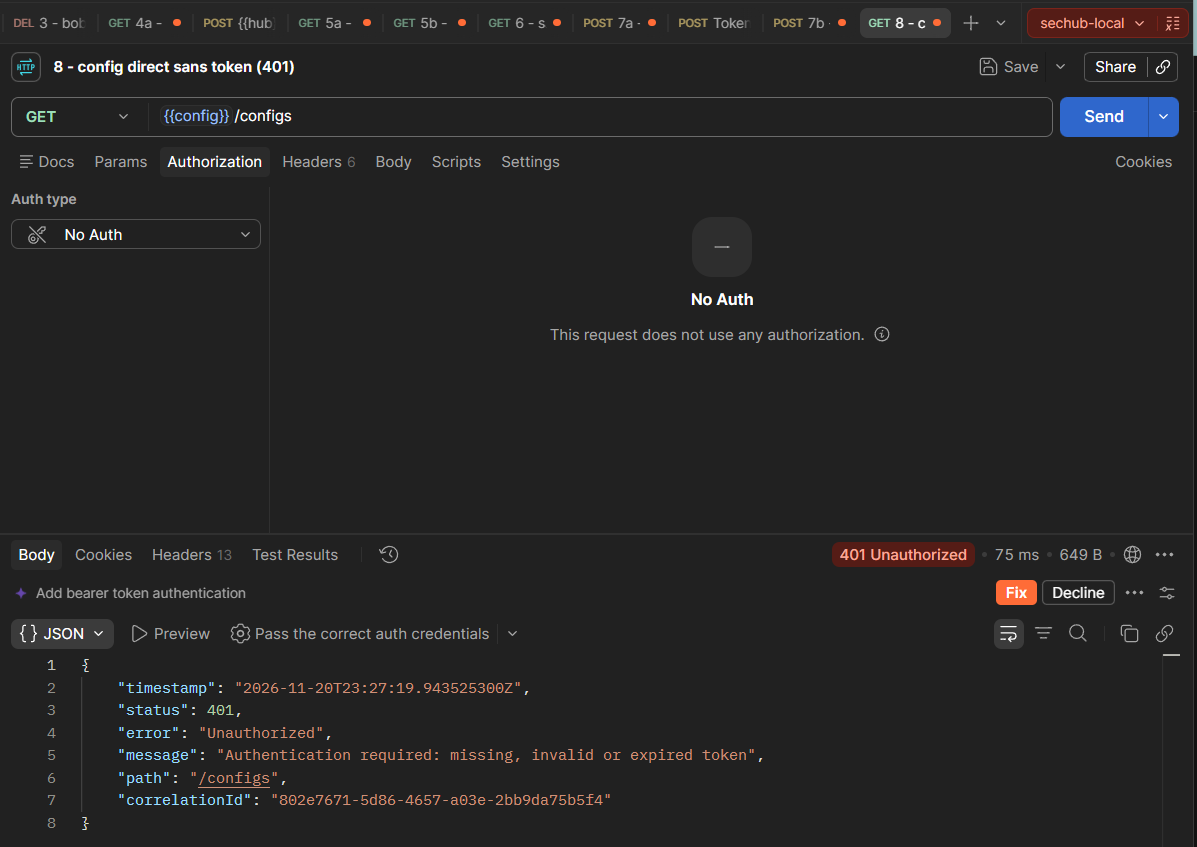 DEL 3 - bob GET 4a - POST {{hub GET 5a - GET 5b - GET 6 - s POST 7a - POST Token POST 7b - GET 8 - c sechub-local
HTTP 8 - config direct sans token (401) Save Share
GET {{config}} /configs Send
Docs Params Authorization Headers 6 Body Scripts Settings Cookies
Auth type
No Auth
No Auth
This request does not use any authorization.
Body Cookies Headers 13 Test Results 401 Unauthorized 75 ms 649 B
Add bearer token authentication Fix Decline
{} JSON Preview Pass the correct auth credentials
1 {
2 "timestamp": "2026-11-20T23:27:19.943525300Z",
3 "status": 401,
4 "error": "Unauthorized",
5 "message": "Authentication required: missing, invalid or expired token",
6 "path": "/configs",
7 "correlationId": "802e7671-5d86-4657-a03e-2bb9da75b5f4"
8 }